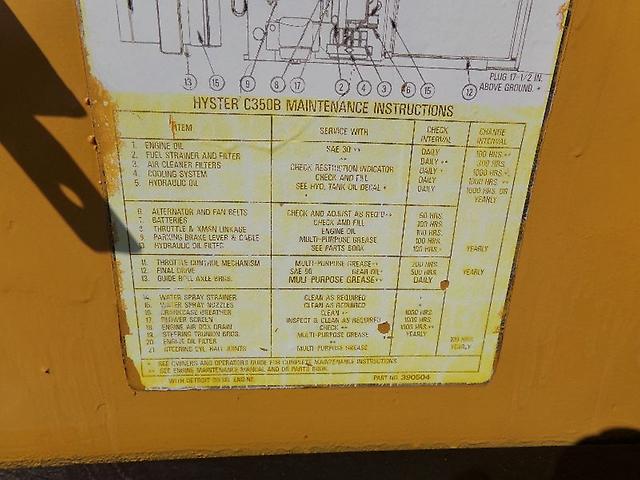 13 15 9 8 17 2 4 3 6 15 12
PLUG 17-1/2 IN.
ABOVE GROUND. *
HYSTER C350B MAINTENANCE INSTRUCTIONS
ITEM SERVICE WITH CHECK INTERVAL CHANGE INTERVAL
1. ENGINE OIL SAE 30 ** DAILY 100 HRS. **
2. FUEL STRAINER AND FILTER ** DAILY ** 300 HRS.
3. AIR CLEANER FILTERS CHECK RESTRICTION INDICATOR DAILY * 1000 HRS. *
4. COOLING SYSTEM CHECK AND FILL DAILY 1000 HRS. **
5. HYDRAULIC OIL SEE HYD. TANK OIL DECAL * DAILY 1000 HRS. OR YEARLY
6. ALTERNATOR AND FAN BELTS CHECK AND ADJUST AS REQ'D ** 50 HRS.
7. BATTERIES CHECK AND FILL 100 HRS.
8. THROTTLE & XMSN LINKAGE ENGINE OIL 100 HRS.
9. PARKING BRAKE LEVER & CABLE MULTI-PURPOSE GREASE 100 HRS.
10. HYDRAULIC OIL FILTER SEE PARTS BOOK 100 HRS. YEARLY
11. THROTTLE CONTROL MECHANISM MULTI-PURPOSE GREASE ** 200 HRS.
12. FINAL DRIVE SAE 90 GEAR OIL * 500 HRS. YEARLY
13. GUIDE ROLL AXLE BRGS. MULTI PURPOSE GREASE * DAILY
14. WATER SPRAY STRAINER CLEAN AS REQUIRED *
15. WATER SPRAY NOZZLES CLEAN AS REQUIRED *
16. CRANKCASE BREATHER CLEAN ** 1000 HRS.
17. BLOWER SCREEN INSPECT & CLEAN AS REQUIRED ** 1000 HRS.
18. ENGINE AIR BOX DRAIN CHECK ** 1000 HRS. **
19. STEERING TRUNION BRGS. MULTI-PURPOSE GREASE YEARLY
20. ENGINE OIL FILTER ** 100 HRS.
21. STEERING CYL. BALL JOINTS MULTI-PURPOSE GREASE
* SEE OWNERS AND OPERATORS GUIDE FOR COMPLETE MAINTENANCE INSTRUCTIONS
** SEE ENGINE MAINTENANCE MANUAL AND OR PARTS BOOK.
WITH DETROIT DIESEL ENGINE PART NO. 390504